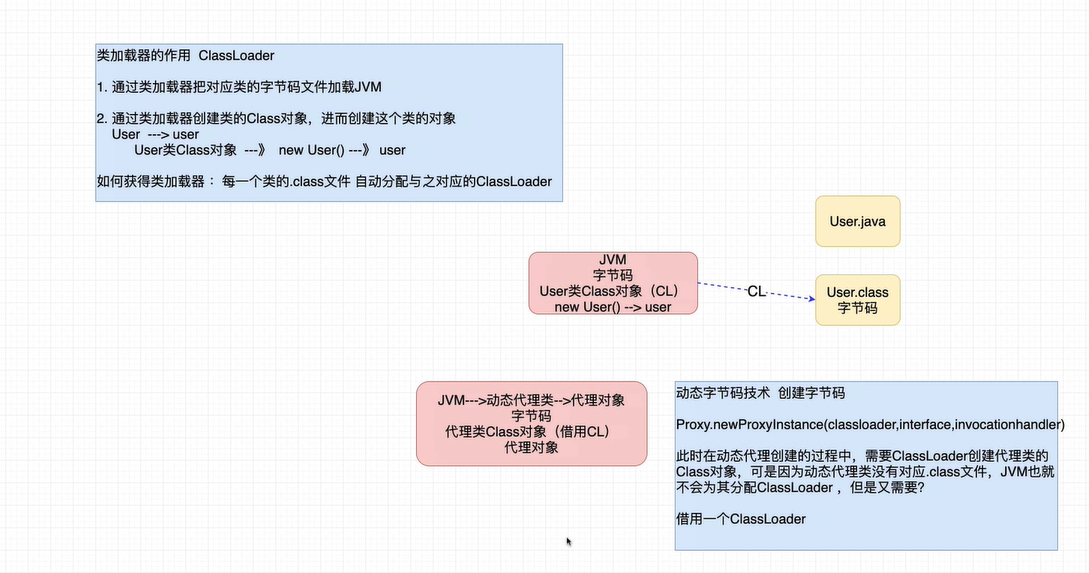 类加载器的作用 ClassLoader
1. 通过类加载器把对应类的字节码文件加载JVM
2. 通过类加载器创建类的Class对象，进而创建这个类的对象
User ---> user
User类Class对象 ---》 new User() ---》 user
如何获得类加载器： 每一个类的.class文件 自动分配与之对应的ClassLoader
User.java
JVM
字节码
User类Class对象（CL）
new User() --> user
CL
User.class
字节码
JVM--->动态代理类-->代理对象
字节码
代理类Class对象（借用CL）
代理对象
动态字节码技术 创建字节码
Proxy.newProxyInstance(classloader,interface,invocationhandler)
此时在动态代理创建的过程中，需要ClassLoader创建代理类的
Class对象，可是因为动态代理类没有对应.class文件，JVM也就
不会为其分配ClassLoader ，但是又需要?
借用一个ClassLoader